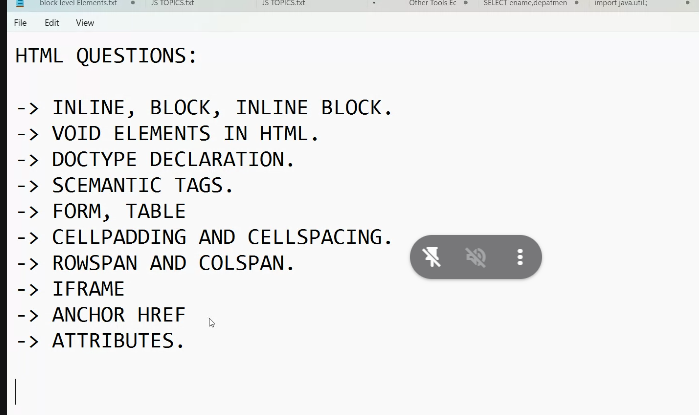 block level Elements.txt JS TOPICS.txt JS TOPICS.txt Other Tools Ec SELECT ename,depatmen import java.util;
File Edit View
HTML QUESTIONS:
-> INLINE, BLOCK, INLINE BLOCK.
-> VOID ELEMENTS IN HTML.
-> DOCTYPE DECLARATION.
-> SCEMANTIC TAGS.
-> FORM, TABLE
-> CELLPADDING AND CELLSPACING.
-> ROWSPAN AND COLSPAN.
-> IFRAME
-> ANCHOR HREF
-> ATTRIBUTES.